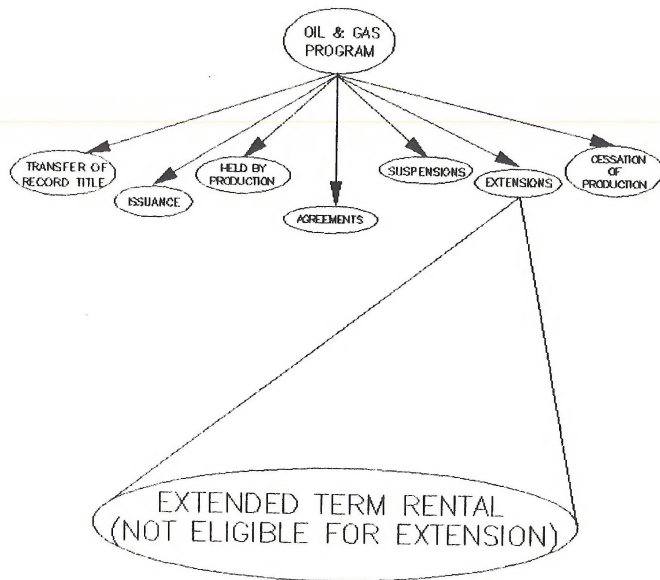 OIL & GAS
PROGRAM
TRANSFER OF
RECORD TITLE
ISSUANCE
HELD BY
PRODUCTION
AGREEMENTS
SUSPENSIONS
EXTENSIONS
CESSATION
OF
PRODUCTION
EXTENDED TERM RENTAL
(NOT ELIGIBLE FOR EXTENSION)